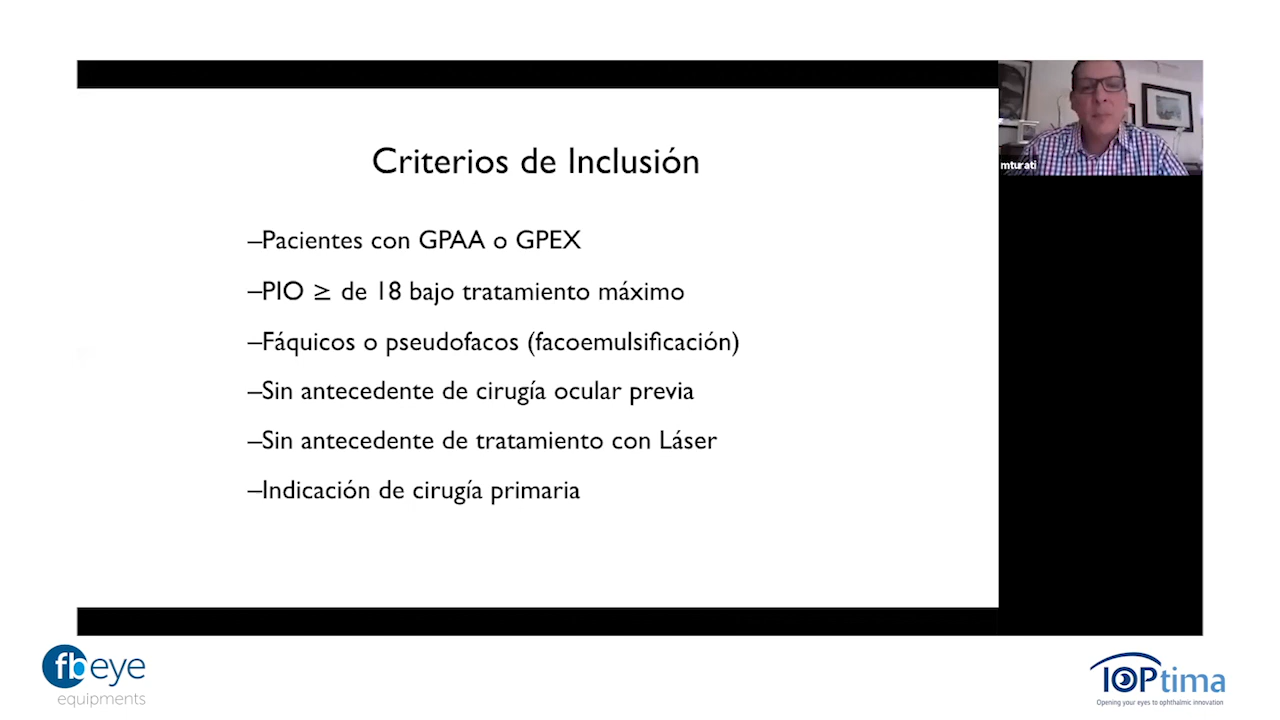 Criterios de Inclusión
–Pacientes con GPAA o GPEX
–PIO ≥ de 18 bajo tratamiento máximo
–Fáquicos o pseudofacos (facoemulsificación)
–Sin antecedente de cirugía ocular previa
–Sin antecedente de tratamiento con Láser
–Indicación de cirugía primaria
mturati
fbeye
equipments
IOPtima
Opening your eyes to ophthalmic innovation